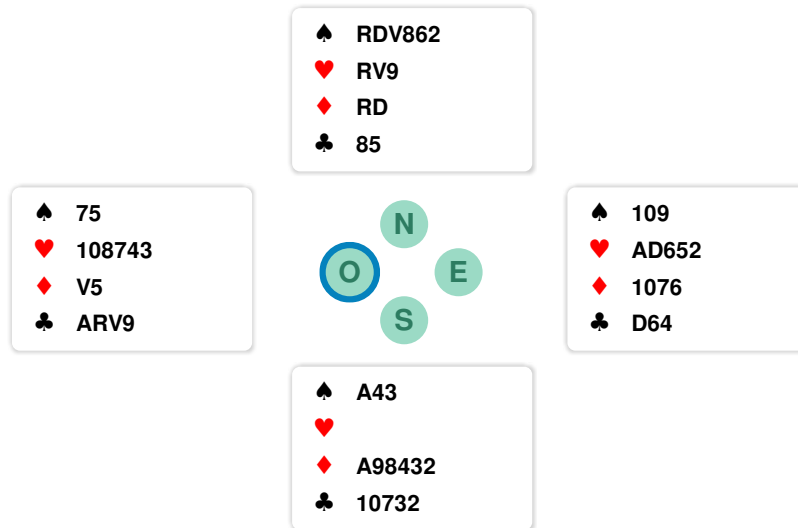 ♠ RDV862
♥ RV9
♦ RD
♣ 85
♠ 75
♥ 108743
♦ V5
♣ ARV9
N
O E
S
♠ 109
♥ AD652
♦ 1076
♣ D64
♠ A43
♥
♦ A98432
♣ 10732